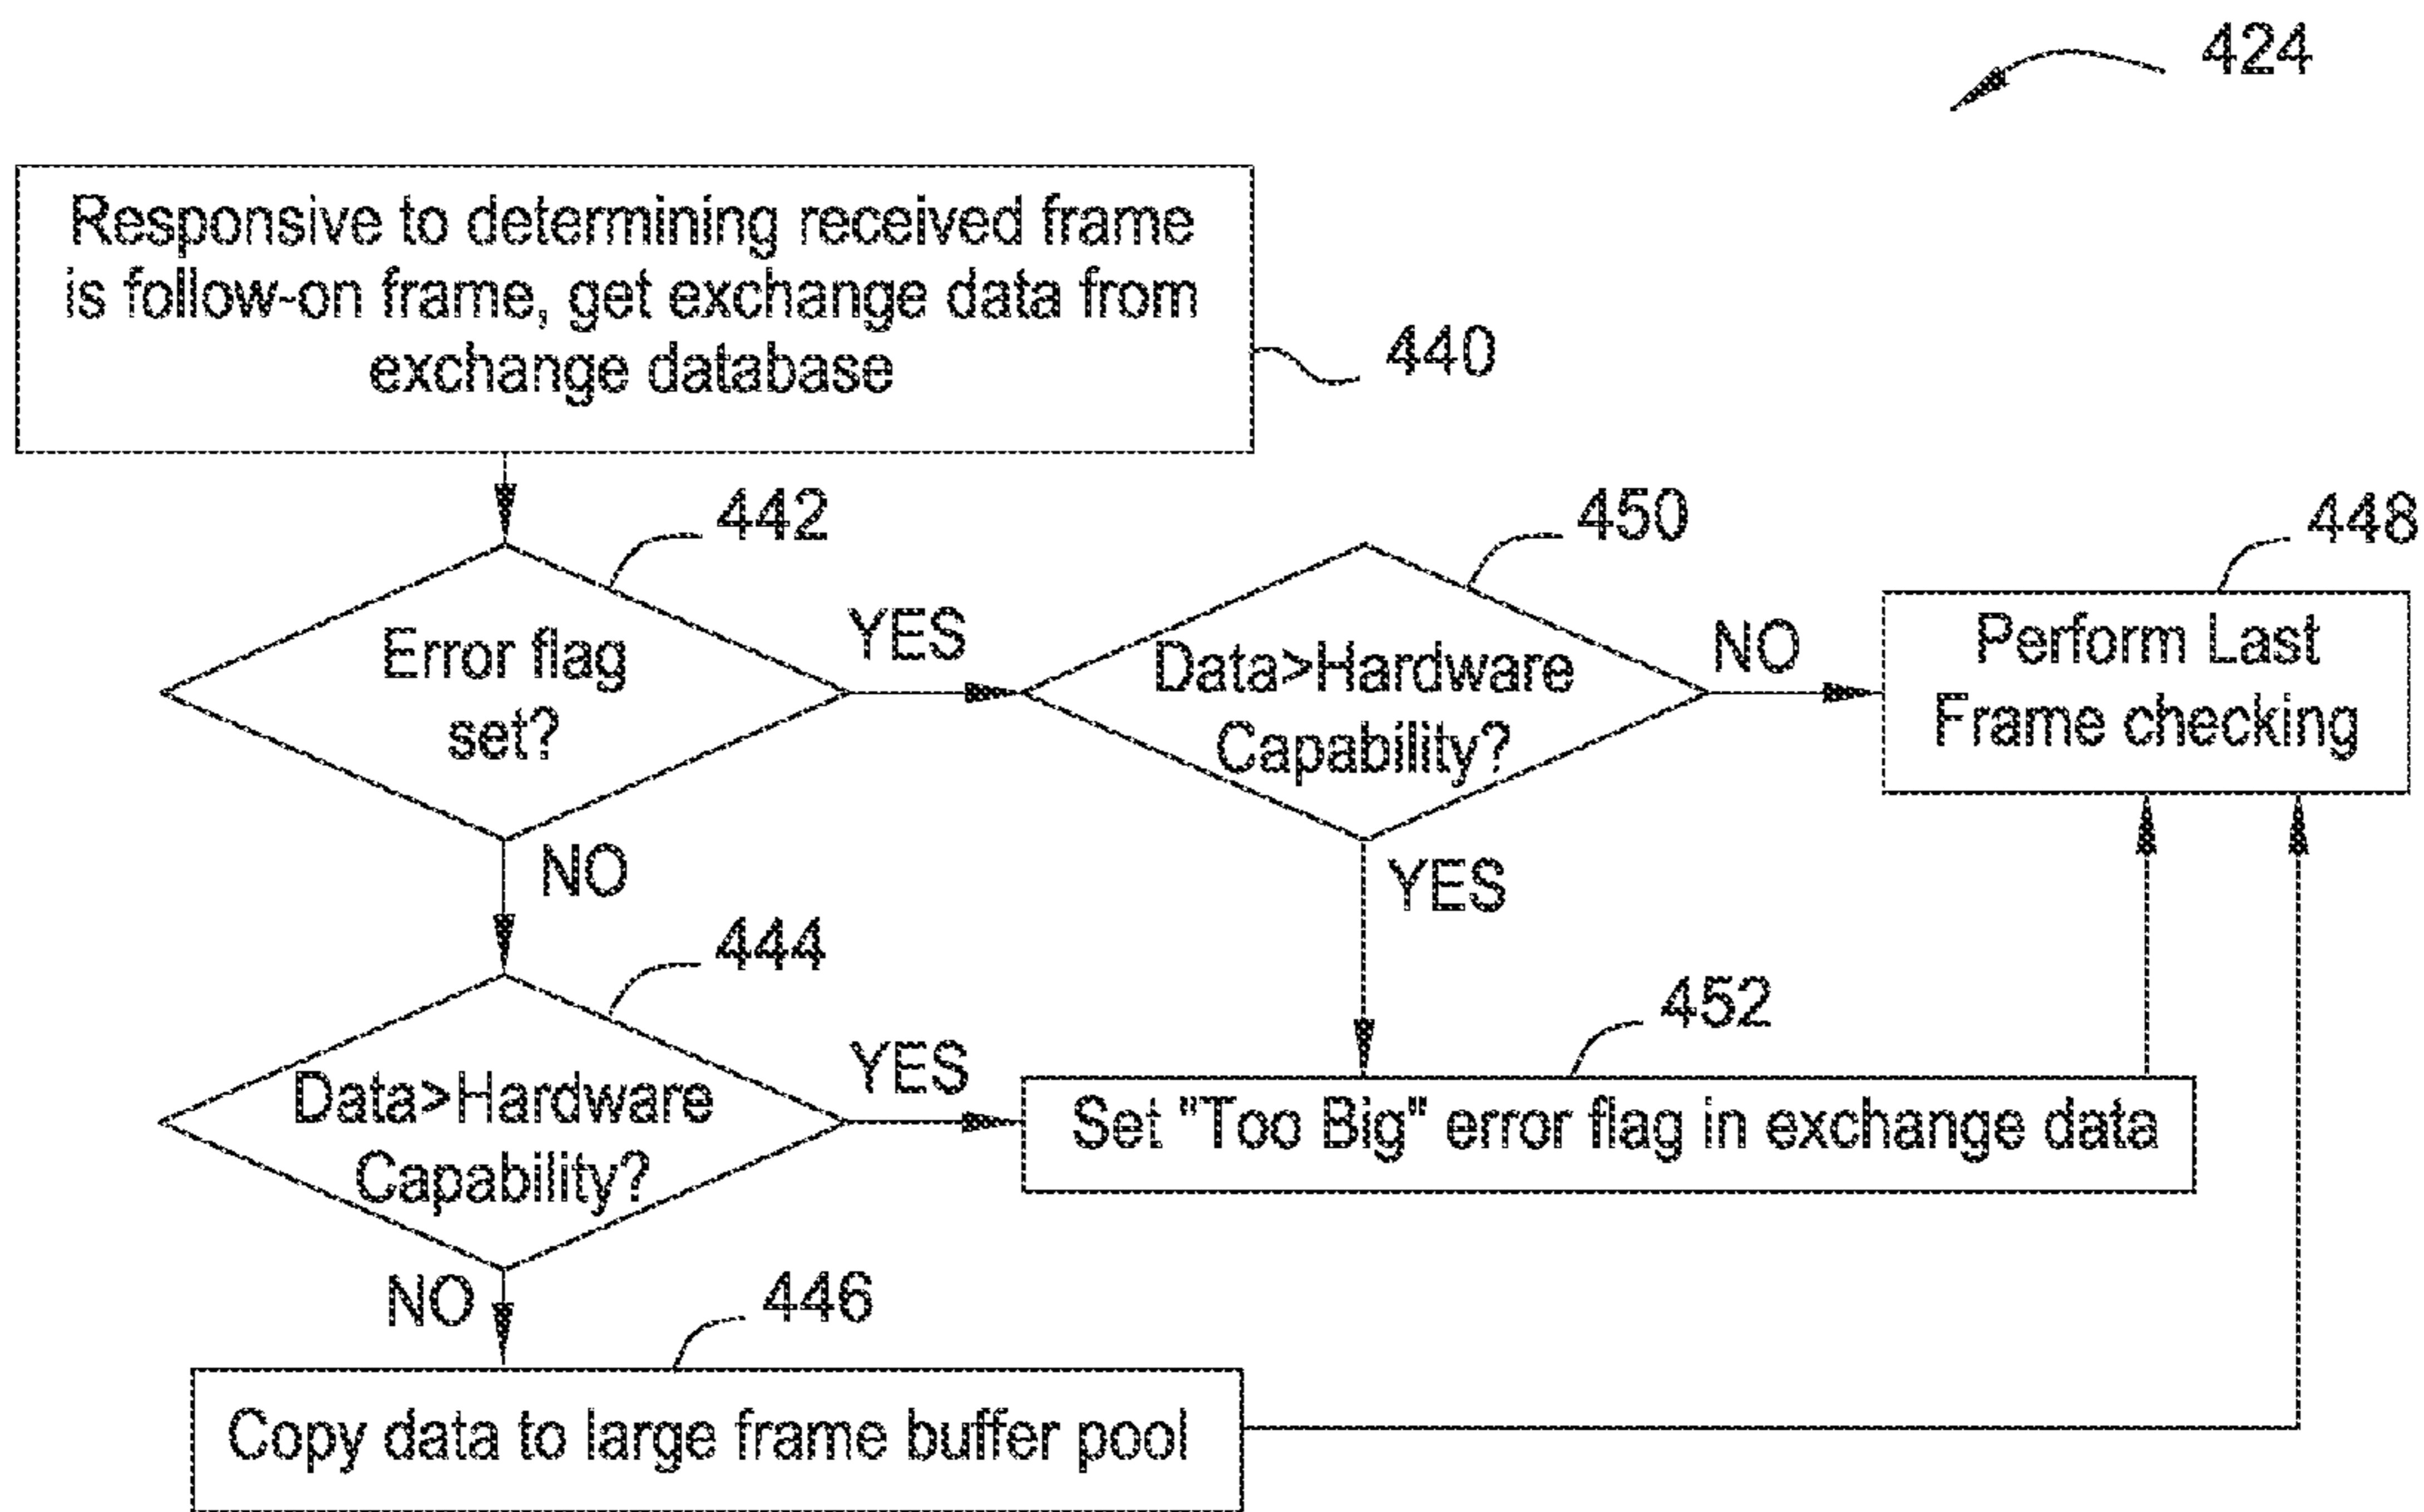 424
Responsive to determining received frame
is follow-on frame, get exchange data from
exchange database
440
442
450
448
Error flag
set?
YES
Data>Hardware
Capability?
NO
Perform Last
Frame checking
NO
YES
444
452
Data>Hardware
Capability?
YES
Set "Too Big" error flag in exchange data
NO
446
Copy data to large frame buffer pool